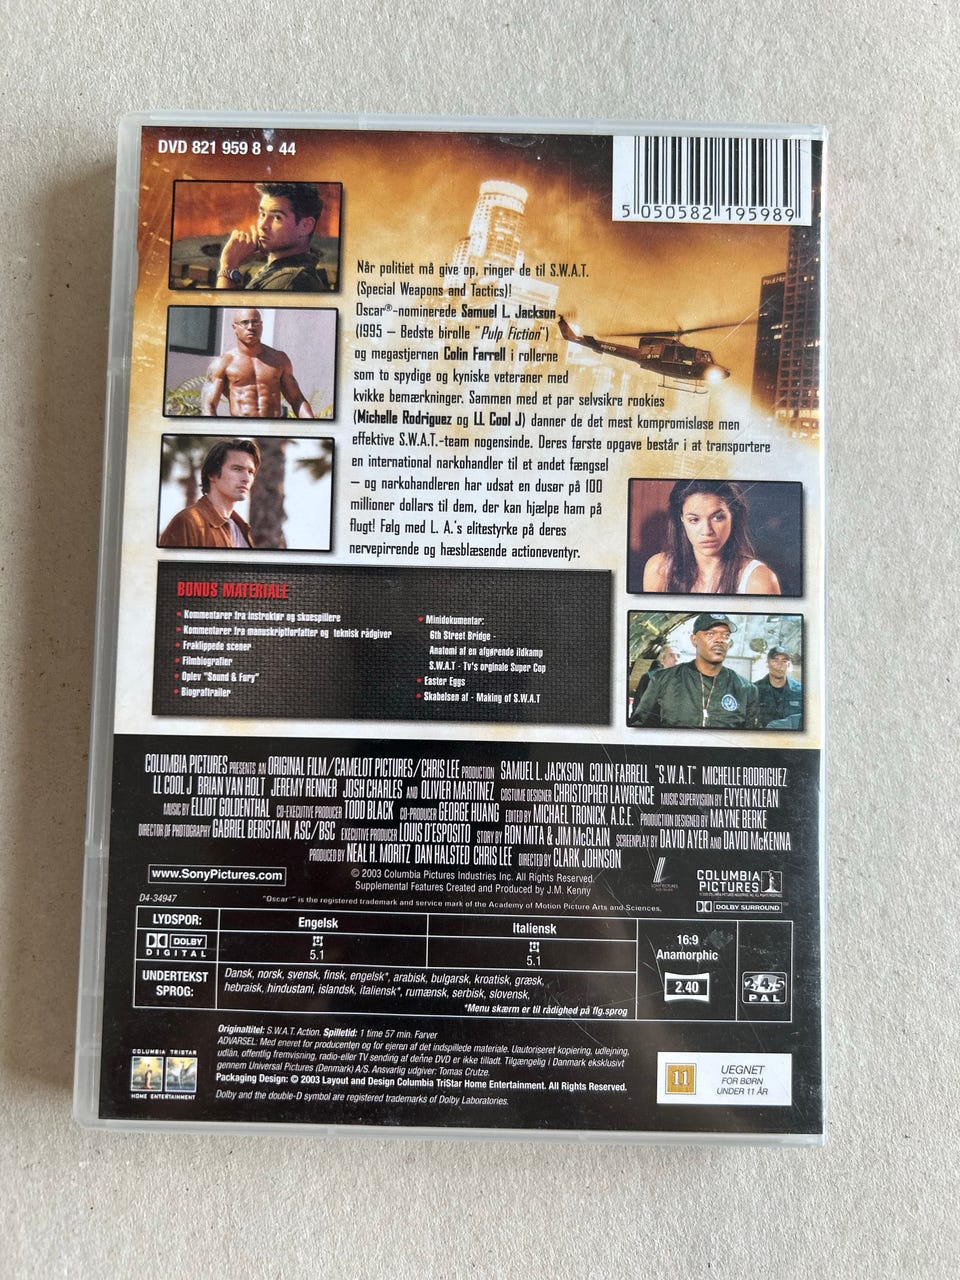 DVD 821 959 8 • 44
5 050582 195989
Når politiet må give op, ringer de til S.W.A.T.
(Special Weapons and Tactics)!
Oscar®-nominerede Samuel L. Jackson
(1995 – Bedste birolle "Pulp Fiction")
og megastjernen Colin Farrell i rollerne
som to spydige og kyniske veteraner med
kvikke bemærkninger. Sammen med et par selvsikre rookies
(Michelle Rodriguez og LL Cool J) danner de det mest kompromisløse men
effektive S.W.A.T.-team nogensinde. Deres første opgave består i at transportere
en international narkohandler til et andet fængsel
– og narkohandleren har udsat en dusør på 100
millioner dollars til dem, der kan hjælpe ham på
flugt! Følg med L. A.'s elitestyrke på deres
nervepirrende og hæsblæsende actioneventyr.
BONUS MATERIALE
• Kommentarer fra instruktør og skuespillere
• Kommentarer fra manuskriptforfatter og teknisk rådgiver
• Fraklippede scener
• Filmbiografier
• Oplev "Sound & Fury"
• Biograftrailer
• Minidokumentar:
6th Street Bridge -
Anatomi af en afgørende ildkamp
S.W.A.T - Tv's orginale Super Cop
• Easter Eggs
• Skabelsen af - Making of S.W.A.T
COLUMBIA PICTURES PRESENTS AN ORIGINAL FILM/CAMELOT PICTURES/CHRIS LEE PRODUCTION SAMUEL L. JACKSON COLIN FARRELL "S.W.A.T." MICHELLE RODRIGUEZ
LL COOL J BRIAN VAN HOLT JEREMY RENNER JOSH CHARLES AND OLIVIER MARTINEZ COSTUME DESIGNER CHRISTOPHER LAWRENCE MUSIC SUPERVISION BY EVYEN KLEAN
MUSIC BY ELLIOT GOLDENTHAL CO-EXECUTIVE PRODUCER TODD BLACK CO-PRODUCER GEORGE HUANG EDITED BY MICHAEL TRONICK, A.C.E. PRODUCTION DESIGNED BY MAYNE BERKE
DIRECTOR OF PHOTOGRAPHY GABRIEL BERISTAIN, ASC/BSC EXECUTIVE PRODUCER LOUIS D'ESPOSITO STORY BY RON MITA & JIM McCLAIN SCREENPLAY BY DAVID AYER AND DAVID McKENNA
PRODUCED BY NEAL H. MORITZ DAN HALSTED CHRIS LEE DIRECTED BY CLARK JOHNSON
www.SonyPictures.com
© 2003 Columbia Pictures Industries Inc. All Rights Reserved.
Supplemental Features Created and Produced by J.M. Kenny
COLUMBIA PICTURES
DOLBY SURROUND
D4-34947
"Oscar" is the registered trademark and service mark of the Academy of Motion Picture Arts and Sciences.
LYDSPOR: Engelsk Italiensk
DOLBY DIGITAL 5.1 5.1
UNDERTEKST SPROG:
Dansk, norsk, svensk, finsk, engelsk*, arabisk, bulgarsk, kroatisk, græsk,
hebraisk, hindustani, islandsk, italiensk*, rumænsk, serbisk, slovensk,
*Menu skærm er til rådighed på flg.sprog
16:9
Anamorphic
2.40
2 4 5
PAL
COLUMBIA TRISTAR
HOME ENTERTAINMENT
Originaltitel: S.W.A.T. Action. Spilletid: 1 time 57 min. Farver
ADVARSEL: Med eneret for producenten og for ejeren af det indspillede materiale. Uautoriseret kopiering, udlejning,
udlån, offentlig fremvisning, radio-eller TV sending af denne DVD er ikke tilladt. Tilgængelig i Danmark eksklusivt
gennem Universal Pictures (Denmark) A/S. Ansvarlig udgiver: Tomas Crutze.
Packaging Design: © 2003 Layout and Design Columbia TriStar Home Entertainment. All Rights Reserved.
Dolby and the double-D symbol are registered trademarks of Dolby Laboratories.
11
UEGNET
FOR BØRN
UNDER 11 ÅR